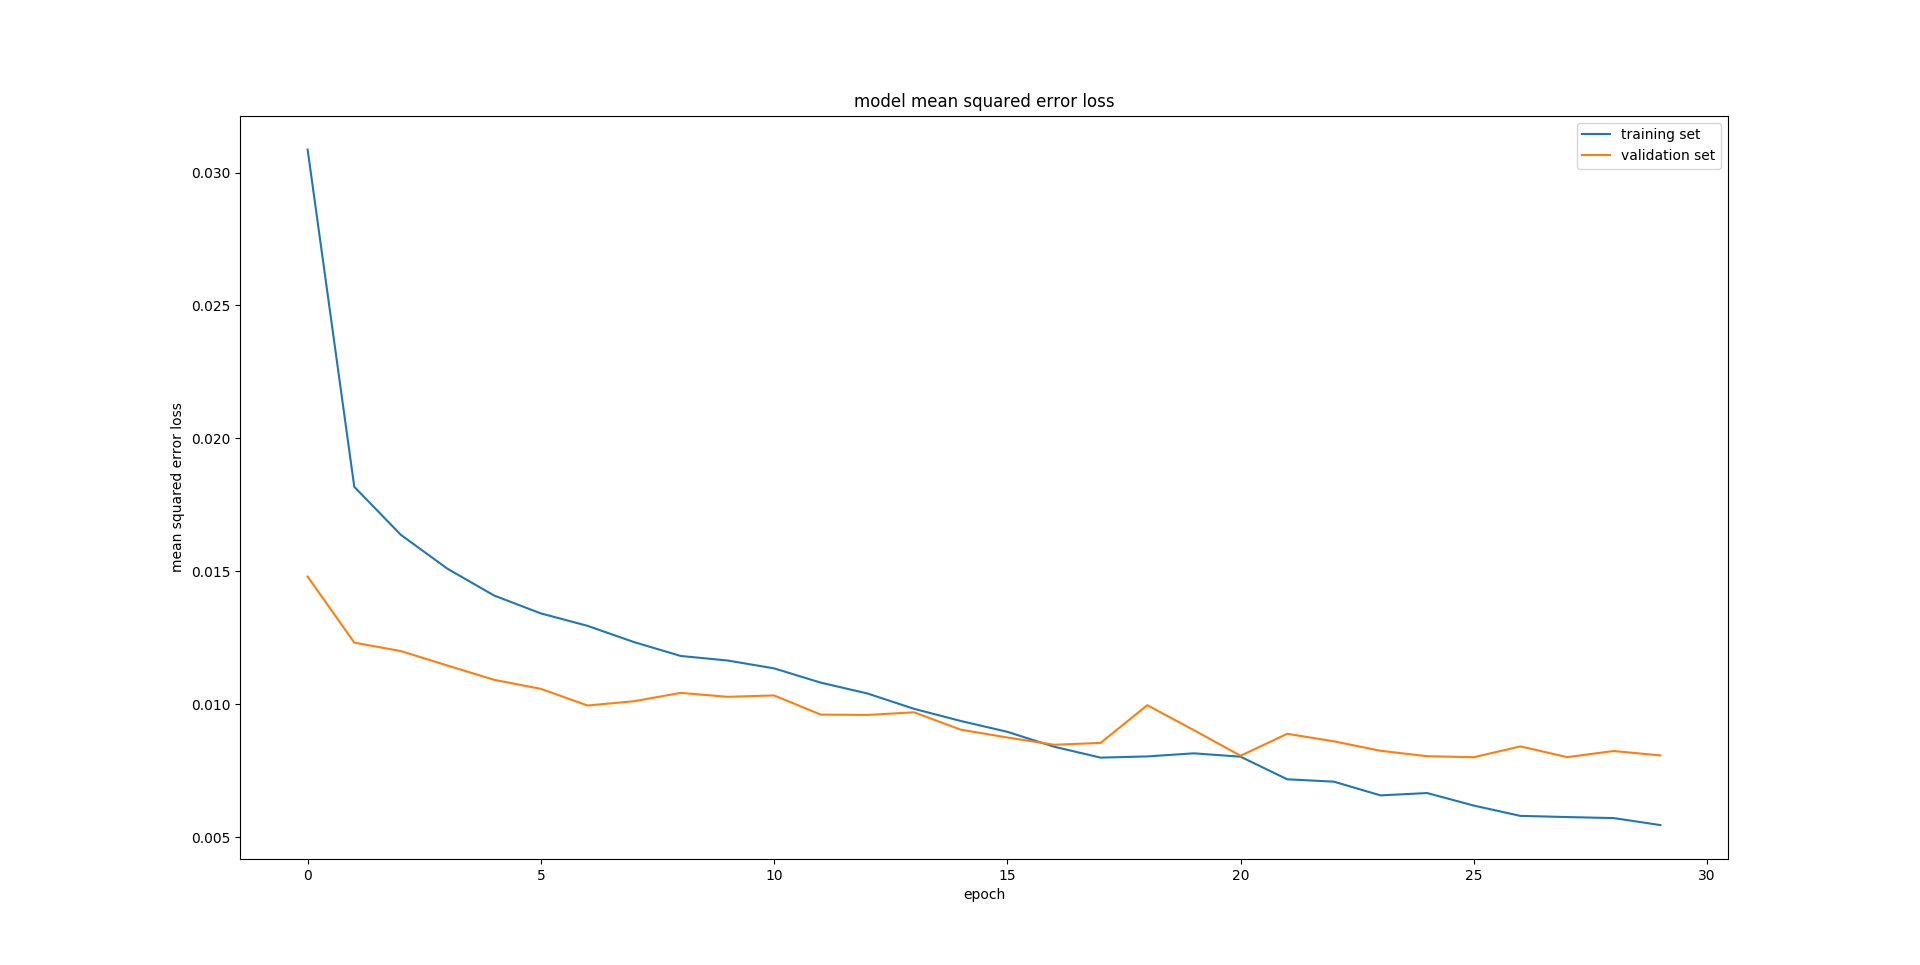 model mean squared error loss
training set
validation set
0.030
0.025
0.020
0.015
0.010
0.005
mean squared error loss
0 5 10 15 20 25 30
epoch